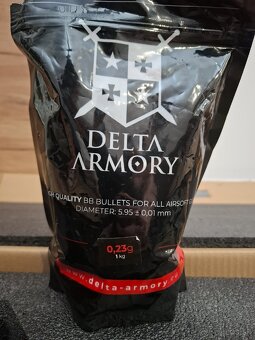 DELTA
ARMORY
QUALITY BB BULLETS FOR ALL AIRSOFT
DIAMETER: 5.95 ± 0.01 mm
0,23g
1 kg
www.delta-armory.